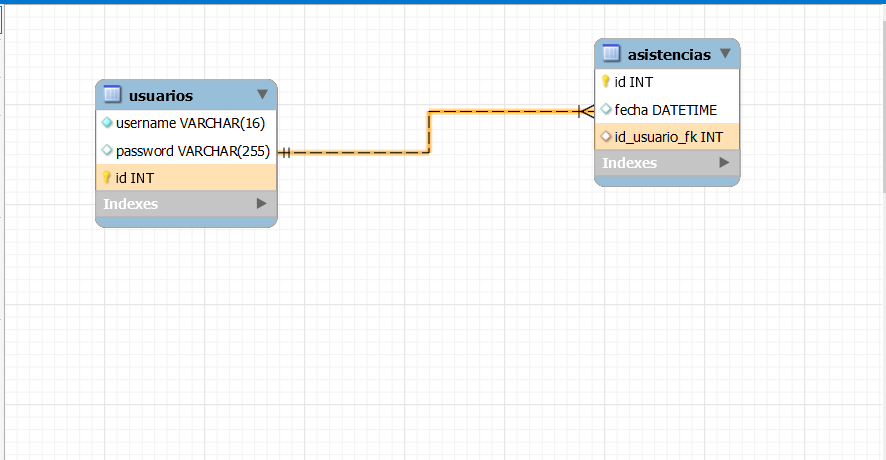 usuarios
username VARCHAR(16)
password VARCHAR(255)
id INT
Indexes
asistencias
id INT
fecha DATETIME
id_usuario_fk INT
Indexes